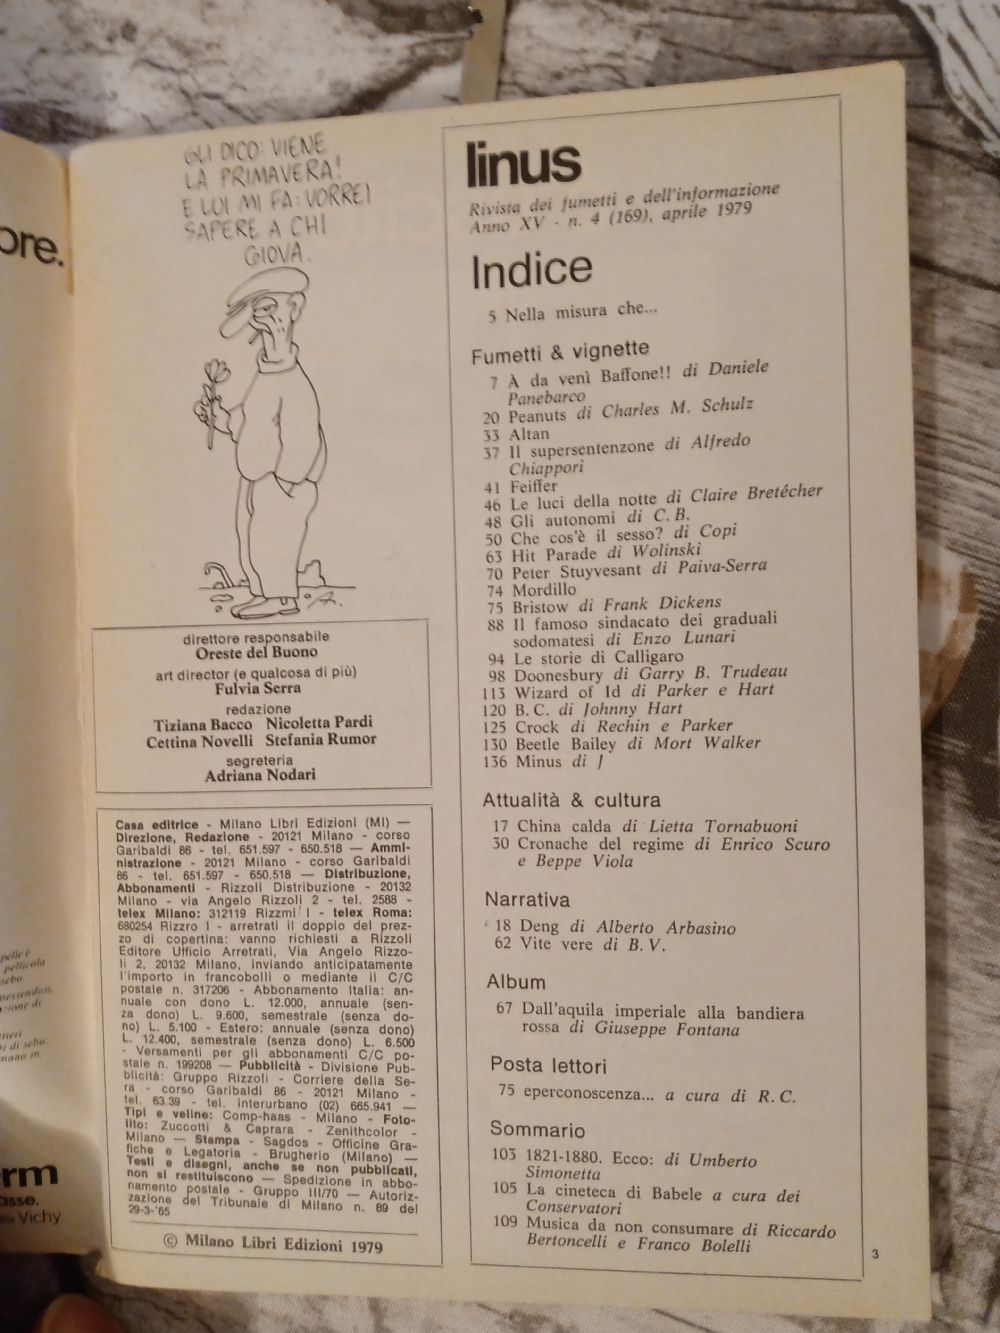 ore.
pelle è
pellicola
sebo.
zione di
di sebo.
rm
asse.
Vichy
GLI DICO: VIENE
LA PRIMAVERA!
E LUI MI FA: VORREI
SAPERE A CHI
GIOVA.
direttore responsabile
Oreste del Buono
art director (e qualcosa di più)
Fulvia Serra
redazione
Tiziana Bacco Nicoletta Pardi
Cettina Novelli Stefania Rumor
segreteria
Adriana Nodari
Casa editrice - Milano Libri Edizioni (MI) —
Direzione, Redazione - 20121 Milano - corso
Garibaldi 86 - tel. 651.597 - 650.518 — Ammi-
nistrazione - 20121 Milano - corso Garibaldi
86 - tel. 651.597 - 650.518 — Distribuzione,
Abbonamenti - Rizzoli Distribuzione - 20132
Milano - via Angelo Rizzoli 2 - tel. 2588 -
telex Milano: 312119 Rizzmi I - telex Roma:
680254 Rizzro I - arretrati il doppio del prez-
zo di copertina: vanno richiesti a Rizzoli
Editore Ufficio Arretrati, Via Angelo Rizzo-
li 2, 20132 Milano, inviando anticipatamente
l'importo in francobolli o mediante il C/C
postale n. 317206 - Abbonamento Italia: an-
nuale con dono L. 12.000, annuale (sen-
za dono) L. 9.600, semestrale (senza do-
no) L. 5.100 - Estero: annuale (senza dono)
L. 12.400, semestrale (senza dono) L. 6.500
- Versamenti per gli abbonamenti C/C po-
stale n. 199208 — Pubblicità - Divisione Pub-
blicità: Gruppo Rizzoli - Corriere della Se-
ra - corso Garibaldi 86 - 20121 Milano -
tel. 63.39 - tel. interurbano (02) 665.941 —
Tipi e veline: Comp-haas - Milano - Foto-
lito: Zuccotti & Caprara - Zenithcolor -
Milano — Stampa - Sagdos - Officine Gra-
fiche e Legatoria - Brugherio (Milano) —
Testi e disegni, anche se non pubblicati,
non si restituiscono — Spedizione in abbo-
namento postale - Gruppo III/70 — Autoriz-
zazione del Tribunale di Milano n. 89 del
29-3-'65
© Milano Libri Edizioni 1979
linus
Rivista dei fumetti e dell'informazione
Anno XV - n. 4 (169), aprile 1979
Indice
5 Nella misura che...
Fumetti & vignette
7 A da venì Baffone!! di Daniele
Panebarco
20 Peanuts di Charles M. Schulz
33 Altan
37 Il supersentenzone di Alfredo
Chiappori
41 Feiffer
46 Le luci della notte di Claire Bretécher
48 Gli autonomi di C.B.
50 Che cos'è il sesso? di Copi
63 Hit Parade di Wolinski
70 Peter Stuyvesant di Paiva-Serra
74 Mordillo
75 Bristow di Frank Dickens
88 Il famoso sindacato dei graduali
sodomatesi di Enzo Lunari
94 Le storie di Calligaro
98 Doonesbury di Garry B. Trudeau
113 Wizard of Id di Parker e Hart
120 B.C. di Johnny Hart
125 Crock di Rechin e Parker
130 Beetle Bailey di Mort Walker
136 Minus di J
Attualità & cultura
17 China calda di Lietta Tornabuoni
30 Cronache del regime di Enrico Scuro
e Beppe Viola
Narrativa
18 Deng di Alberto Arbasino
62 Vite vere di B.V.
Album
67 Dall'aquila imperiale alla bandiera
rossa di Giuseppe Fontana
Posta lettori
75 eperconoscenza... a cura di R.C.
Sommario
103 1821-1880. Ecco: di Umberto
Simonetta
105 La cineteca di Babele a cura dei
Conservatori
109 Musica da non consumare di Riccardo
Bertoncelli e Franco Bolelli
3